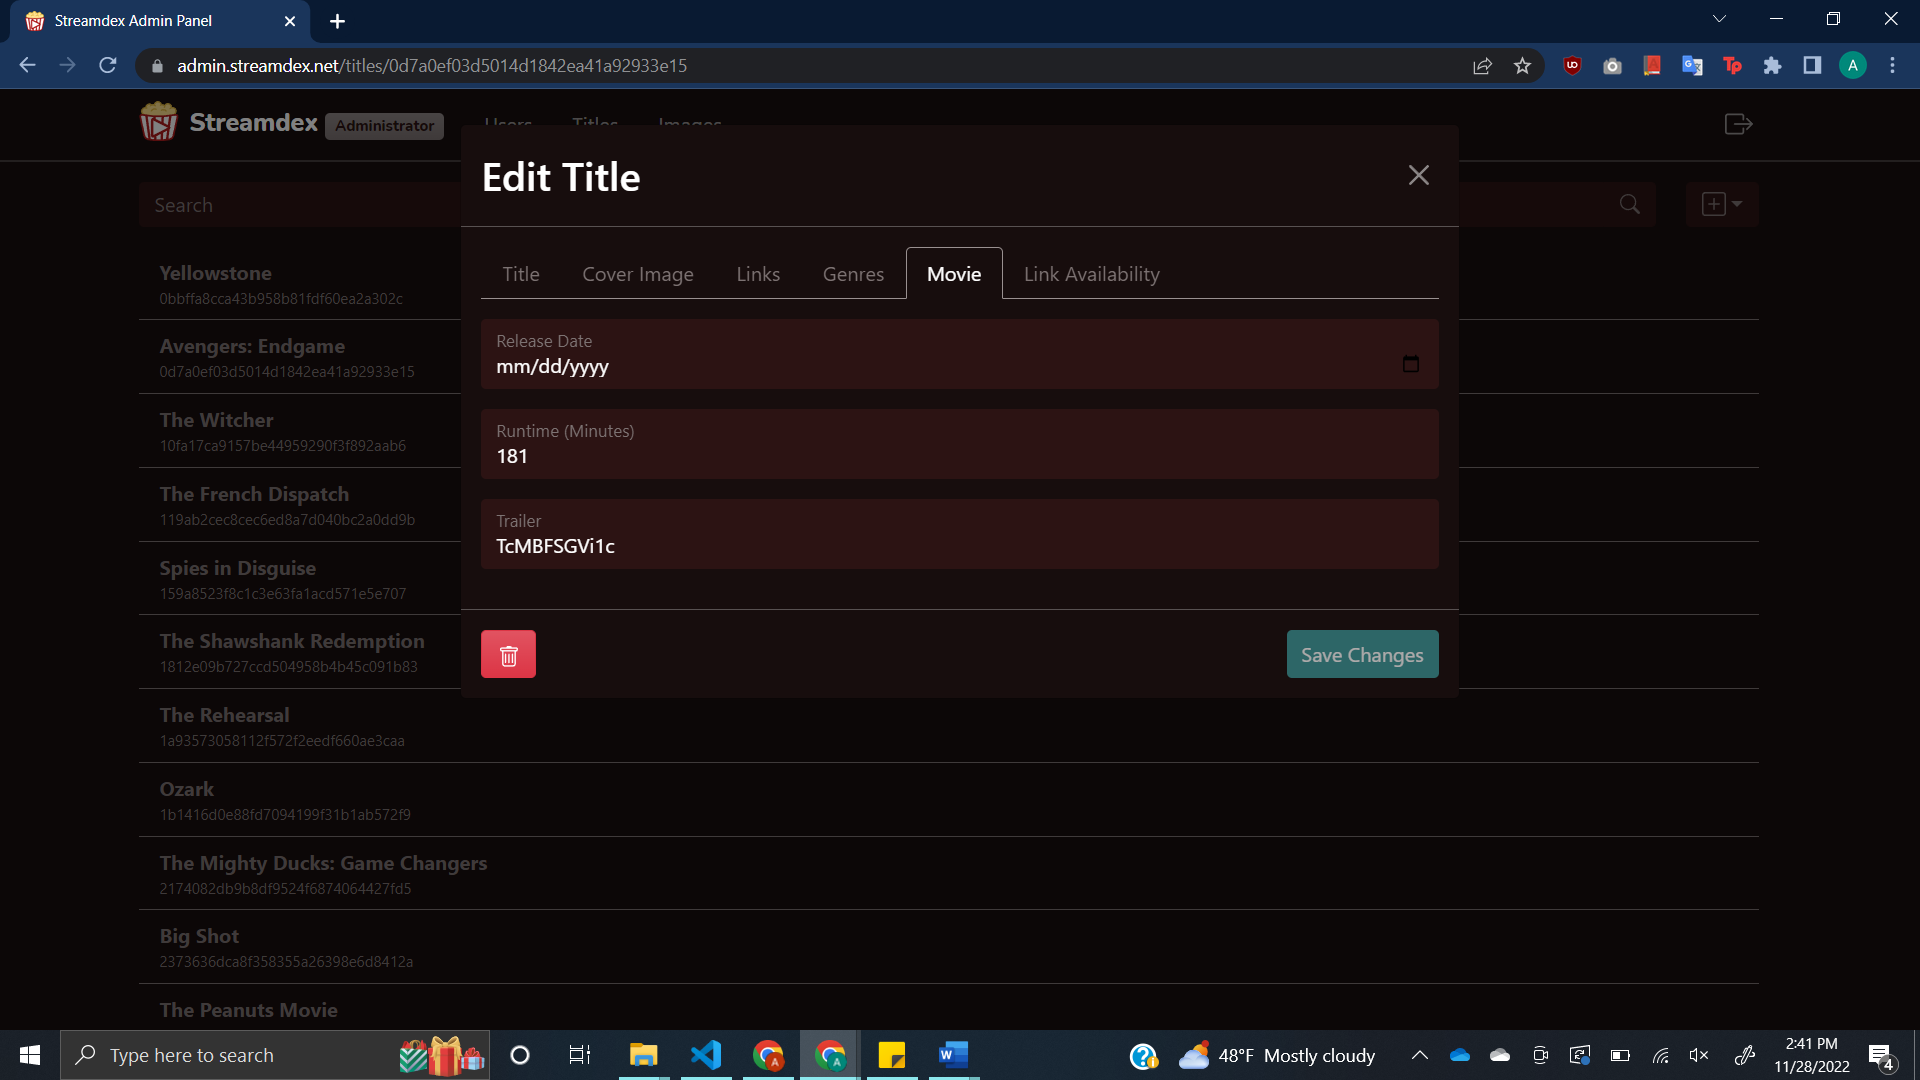 Streamdex Admin Panel
admin.streamdex.net/titles/0d7a0ef03d5014d1842ea41a92933e15
Streamdex Administrator Users Titles Images
Edit Title
Search
Title Cover Image Links Genres Movie Link Availability
Release Date
mm/dd/yyyy
Runtime (Minutes)
181
Trailer
TcMBFSGVi1c
Save Changes
Yellowstone
0bbffa8cca43b958b81fdf60ea2a302c
Avengers: Endgame
0d7a0ef03d5014d1842ea41a92933e15
The Witcher
10fa17ca9157be44959290f3f892aab6
The French Dispatch
119ab2cec8cec6ed8a7d040bc2a0dd9b
Spies in Disguise
159a8523f8c1c3e63fa1acd571e5e707
The Shawshank Redemption
1812e09b727ccd504958b4b45c091b83
The Rehearsal
1a93573058112f572f2eedf660ae3caa
Ozark
1b1416d0e88fd7094199f31b1ab572f9
The Mighty Ducks: Game Changers
2174082db9b8df9524f6874064427fd5
Big Shot
2373636dca8f358355a26398e6d8412a
The Peanuts Movie
Type here to search
48°F Mostly cloudy
2:41 PM
11/28/2022
4